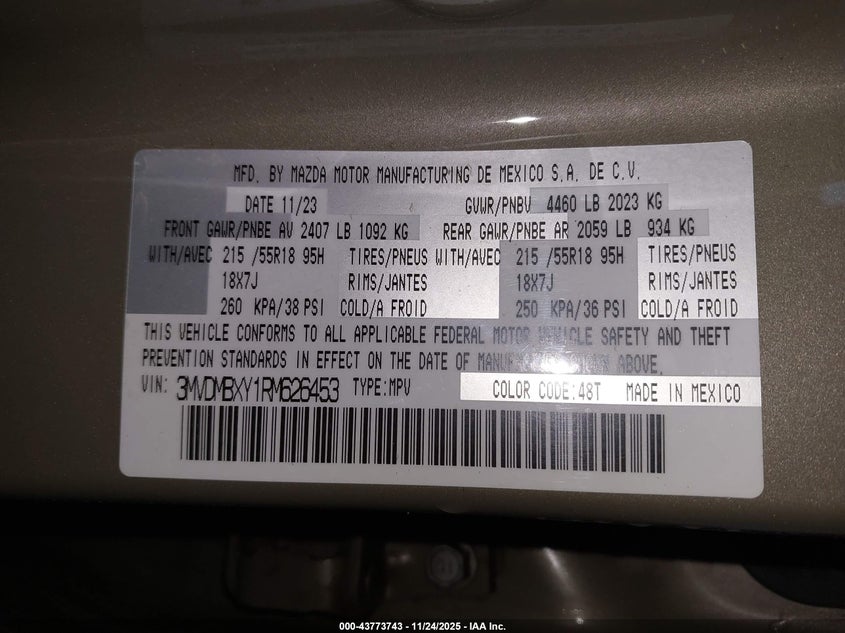 MFD. BY MAZDA MOTOR MANUFACTURING DE MEXICO S.A. DE C.V.
DATE 11/23 GVWR/PNBV 4460 LB 2023 KG
FRONT GAWR/PNBE AV 2407 LB 1092 KG REAR GAWR/PNBE AR 2059 LB 934 KG
WITH/AVEC 215 /55R18 95H TIRES/PNEUS WITH/AVEC 215 /55R18 95H TIRES/PNEUS
18X7J RIMS/JANTES 18X7J RIMS/JANTES
260 KPA/38 PSI COLD/A FROID 250 KPA/36 PSI COLD/A FROID
THIS VEHICLE CONFORMS TO ALL APPLICABLE FEDERAL MOTOR VEHICLE SAFETY AND THEFT
PREVENTION STANDARDS IN EFFECT ON THE DATE OF MANUFACTURE SHOWN ABOVE.
VIN: 3MVDMBXY1RM626453 TYPE:MPV COLOR CODE:48T MADE IN MEXICO
000-43773743 - 11/24/2025 - IAA Inc.